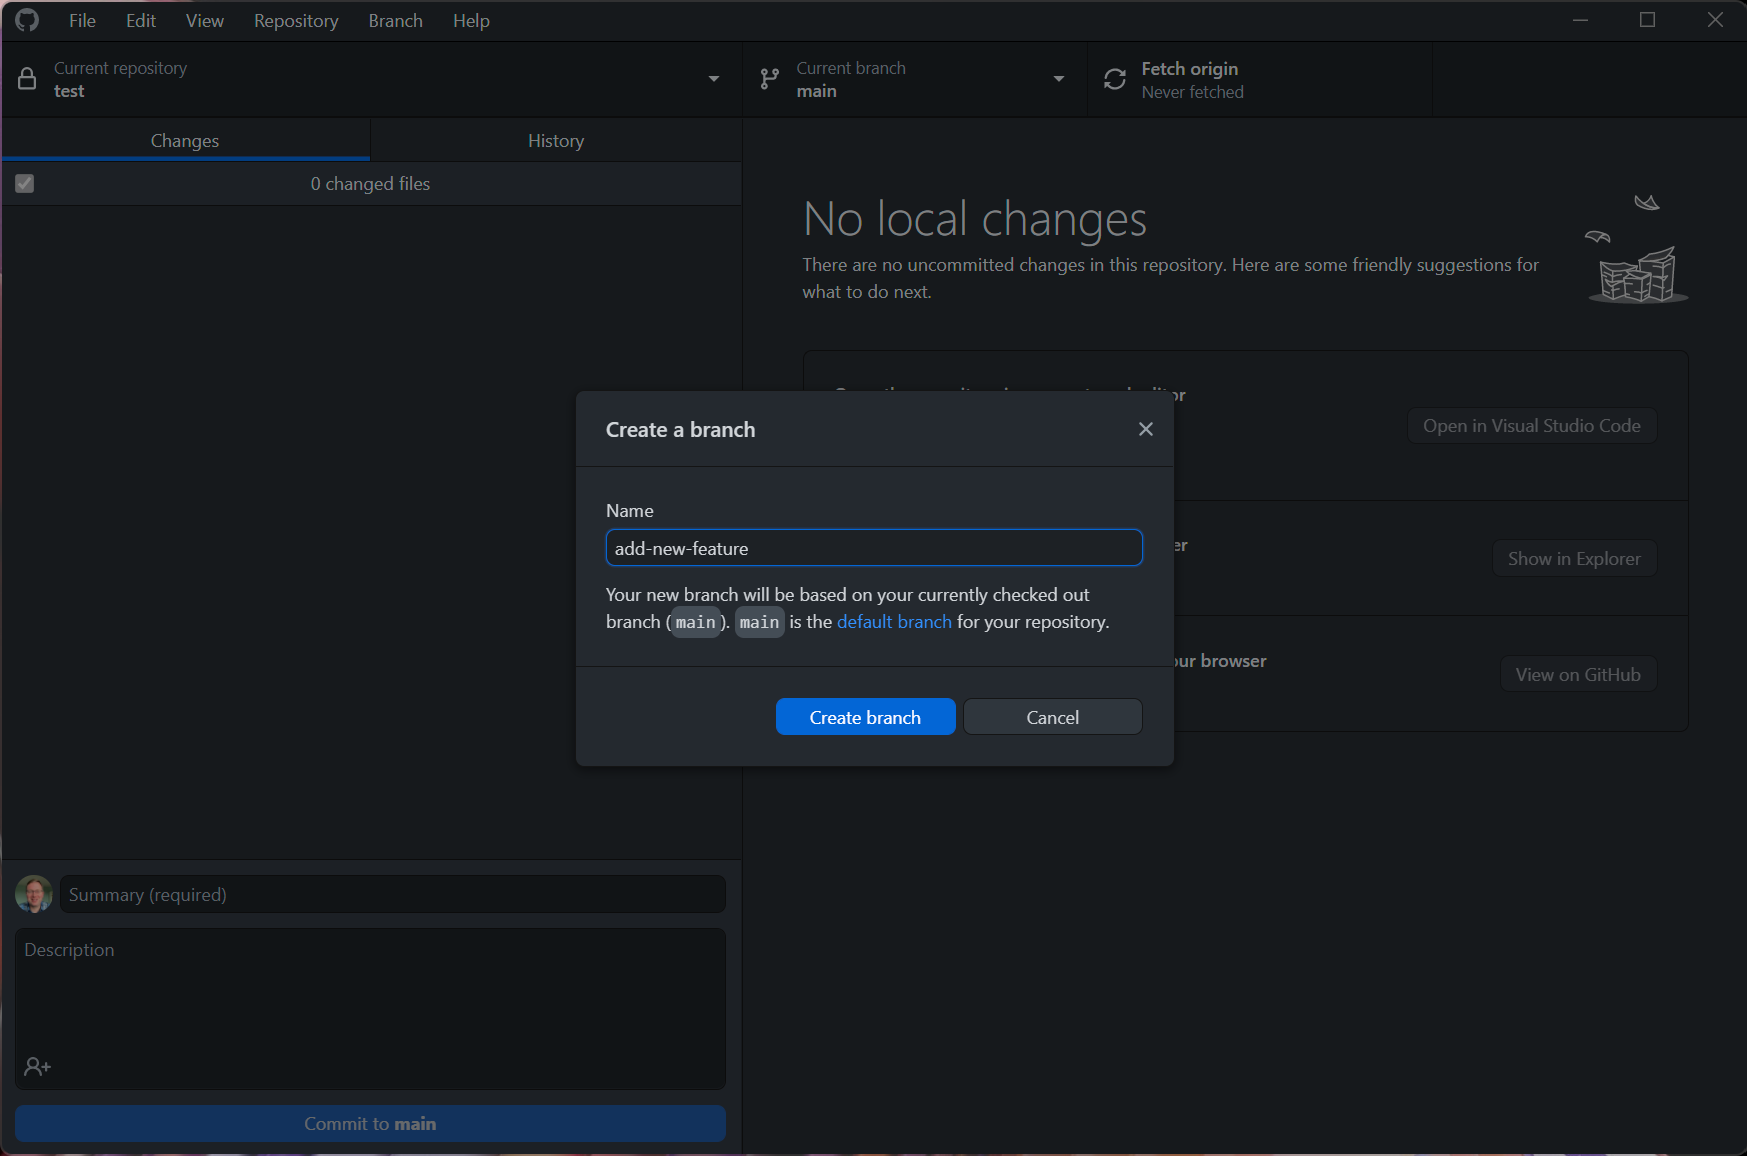 File Edit View Repository Branch Help
Current repository
test
Current branch
main
Fetch origin
Never fetched
Changes
History
0 changed files
No local changes
There are no uncommitted changes in this repository. Here are some friendly suggestions for
what to do next.
Open in Visual Studio Code
Show in Explorer
our browser
View on GitHub
Create a branch
Name
add-new-feature
Your new branch will be based on your currently checked out
branch (main). main is the default branch for your repository.
Create branch
Cancel
Summary (required)
Description
Commit to main